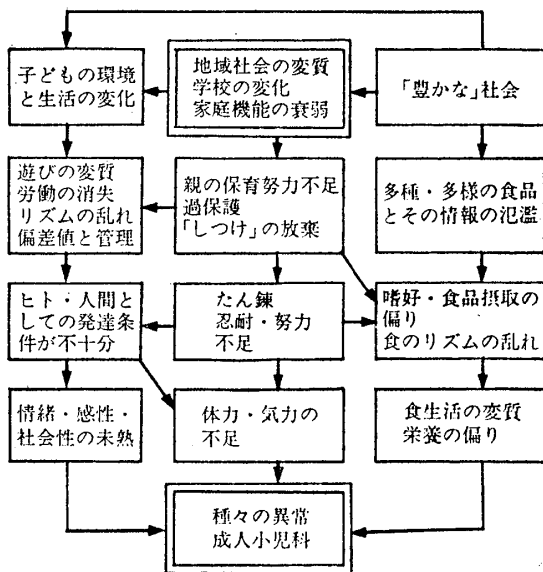 子どもの環境
と生活の変化
地域社会の変質
学校の変化
家庭機能の衰弱
「豊かな」社会
遊びの変質
労働の消失
リズムの乱れ
偏差値と管理
親の保育努力不足
過保護
「しつけ」の放棄
多種・多様の食品
とその情報の氾濫
ヒト・人間と
しての発達条
件が不十分
たん錬
忍耐・努力
不足
嗜好・食品摂取の
偏り
食のリズムの乱れ
情緒・感性・
社会性の未熟
体力・気力の
不足
食生活の変質
栄養の偏り
種々の異常
成人小児科